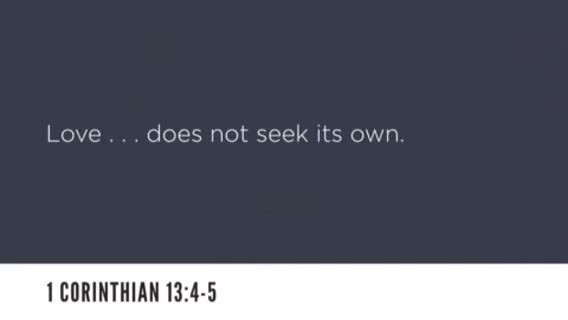 Love . . . does not seek its own.
1 CORINTHIAN 13:4-5